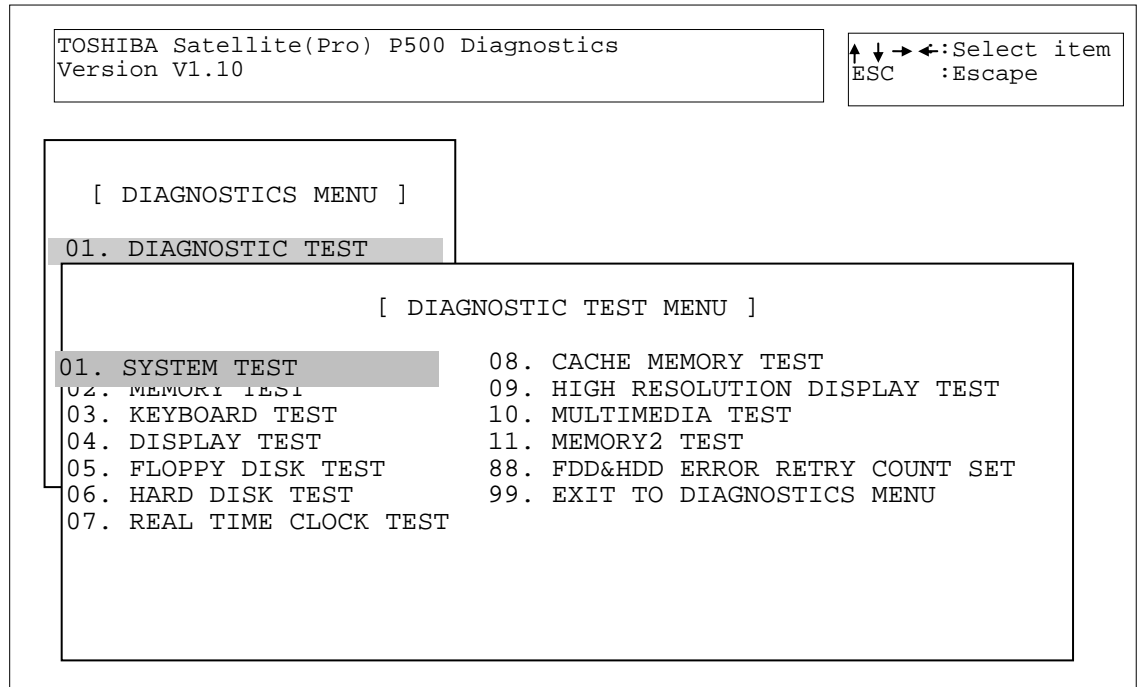 TOSHIBA Satellite(Pro) P500 Diagnostics
Version V1.10
↑ ↓ → ←:Select item
ESC :Escape
[ DIAGNOSTICS MENU ]
01. DIAGNOSTIC TEST
[ DIAGNOSTIC TEST MENU ]
01. SYSTEM TEST
02. MEMORY TEST
03. KEYBOARD TEST
04. DISPLAY TEST
05. FLOPPY DISK TEST
06. HARD DISK TEST
07. REAL TIME CLOCK TEST
08. CACHE MEMORY TEST
09. HIGH RESOLUTION DISPLAY TEST
10. MULTIMEDIA TEST
11. MEMORY2 TEST
88. FDD&HDD ERROR RETRY COUNT SET
99. EXIT TO DIAGNOSTICS MENU